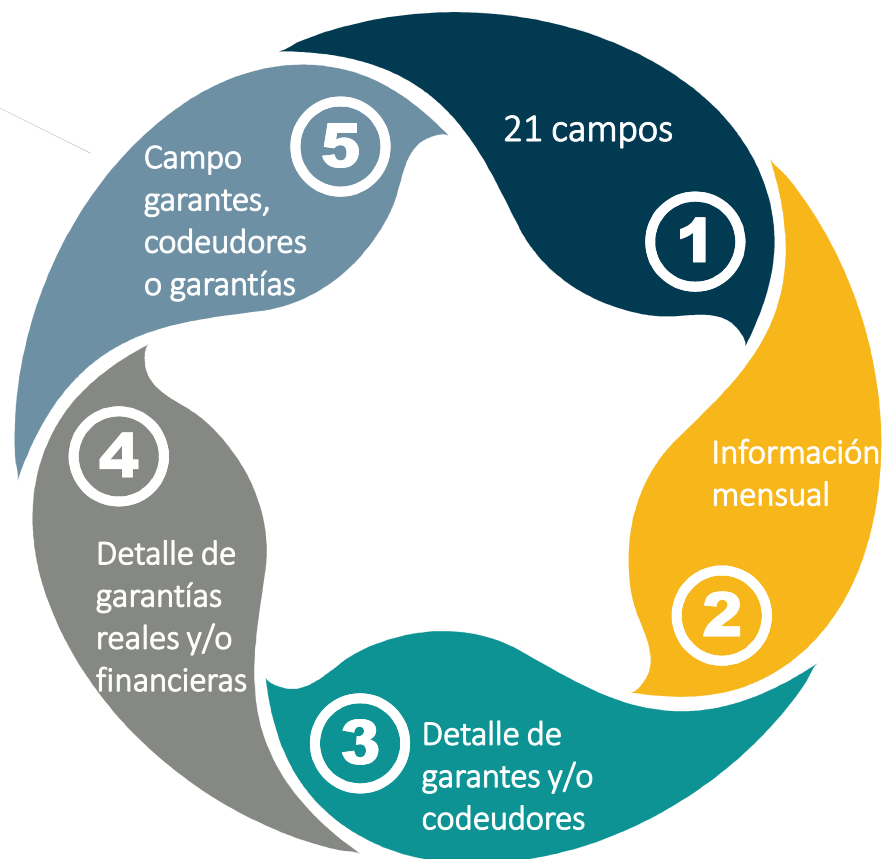 21 campos
1
Información
mensual
2
3
Detalle de
garantes y/o
codeudores
4
Detalle de
garantías
reales y/o
financieras
5
Campo
garantes,
codeudores
o garantías